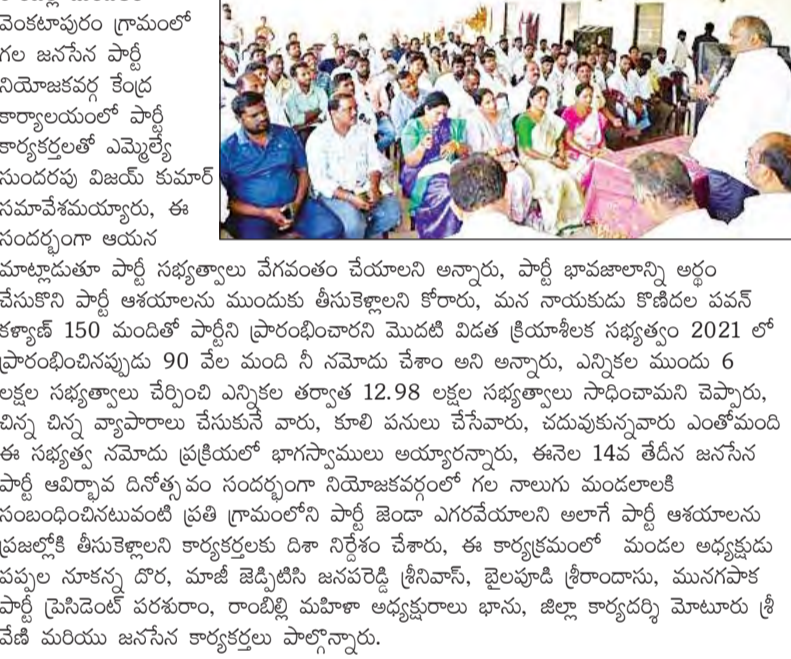 వెంకటాపురం గ్రామంలో
గల జనసేన పార్టీ
నియోజకవర్గ కేంద్ర
కార్యాలయంలో పార్టీ
కార్యకర్తలతో ఎమ్మెల్యే
సుందరపు విజయ్ కుమార్
సమావేశమయ్యారు, ఈ
సందర్భంగా ఆయన
మాట్లాడుతూ పార్టీ సభ్యత్వాలు వేగవంతం చేయాలని అన్నారు, పార్టీ భావజాలాన్ని అర్థం
చేసుకొని పార్టీ ఆశయాలను ముందుకు తీసుకెళ్లాలని కోరారు, మన నాయకుడు కొణిదల పవన్
కళ్యాణ్ 150 మందితో పార్టీని ప్రారంభించారని మొదటి విడత క్రియాశీలక సభ్యత్వం 2021 లో
ప్రారంభించినప్పుడు 90 వేల మంది నీ నమోదు చేశాం అని అన్నారు, ఎన్నికల ముందు 6
లక్షల సభ్యత్వాలు చేర్పించి ఎన్నికల తర్వాత 12.98 లక్షల సభ్యత్వాలు సాధించామని చెప్పారు,
చిన్న చిన్న వ్యాపారాలు చేసుకునే వారు, కూలి పనులు చేసేవారు, చదువుకున్నవారు ఎంతోమంది
ఈ సభ్యత్వ నమోదు ప్రక్రియలో భాగస్వాములు అయ్యారన్నారు, ఈనెల 14వ తేదీన జనసేన
పార్టీ ఆవిర్భావ దినోత్సవం సందర్భంగా నియోజకవర్గంలో గల నాలుగు మండలాలకి
సంబంధించినటువంటి ప్రతి గ్రామంలోని పార్టీ జెండా ఎగరవేయాలని అలాగే పార్టీ ఆశయాలను
ప్రజల్లోకి తీసుకెళ్లాలని కార్యకర్తలకు దిశా నిర్దేశం చేశారు, ఈ కార్యక్రమంలో మండల అధ్యక్షుడు
పప్పల నూకన్న దొర, మాజీ జెడ్పిటిసి జనపరెడ్డి శ్రీనివాస్, బైలపూడి శ్రీరాందాసు, మునగపాక
పార్టీ ప్రెసిడెంట్ పరశురాం, రాంబిల్లి మహిళా అధ్యక్షురాలు భాను, జిల్లా కార్యదర్శి మోటూరు శ్రీ
వేణి మరియు జనసేన కార్యకర్తలు పాల్గొన్నారు.